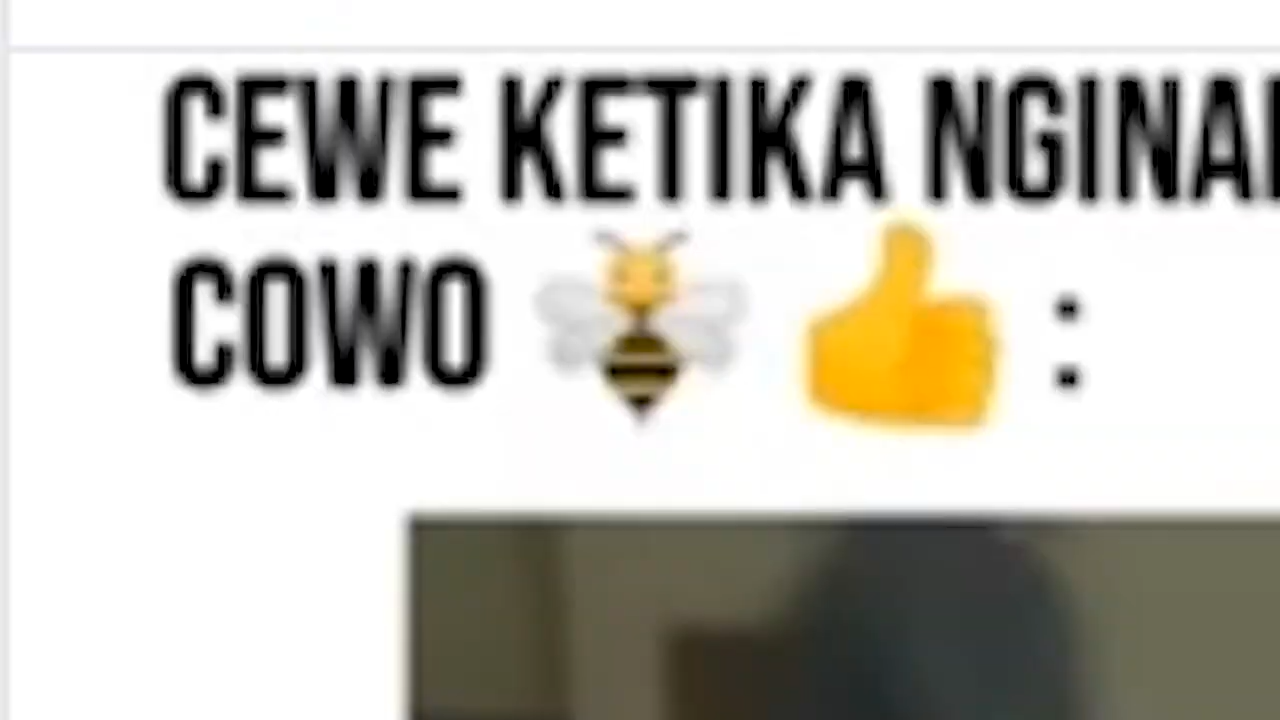 CEWE KETIKA
COWO 🐝 👍 :